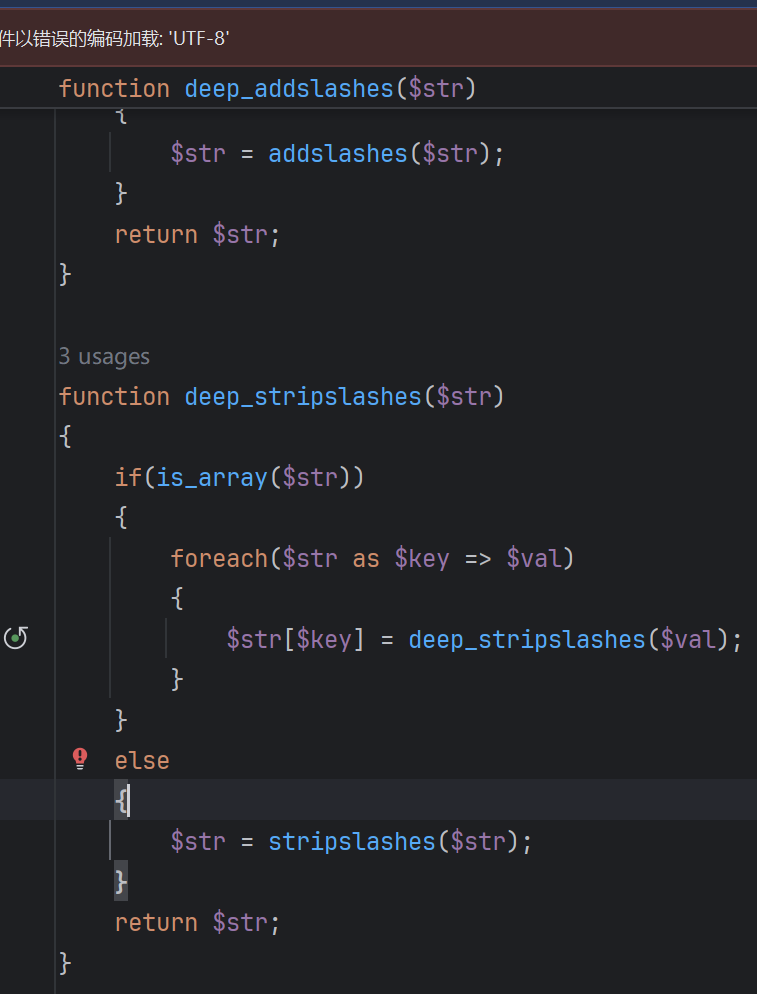 件以错误的编码加载: 'UTF-8'
function deep_addslashes($str)
{
$str = addslashes($str);
}
return $str;
}
3 usages
function deep_stripslashes($str)
{
if(is_array($str))
{
foreach($str as $key => $val)
{
$str[$key] = deep_stripslashes($val);
}
}
else
{
$str = stripslashes($str);
}
return $str;
}